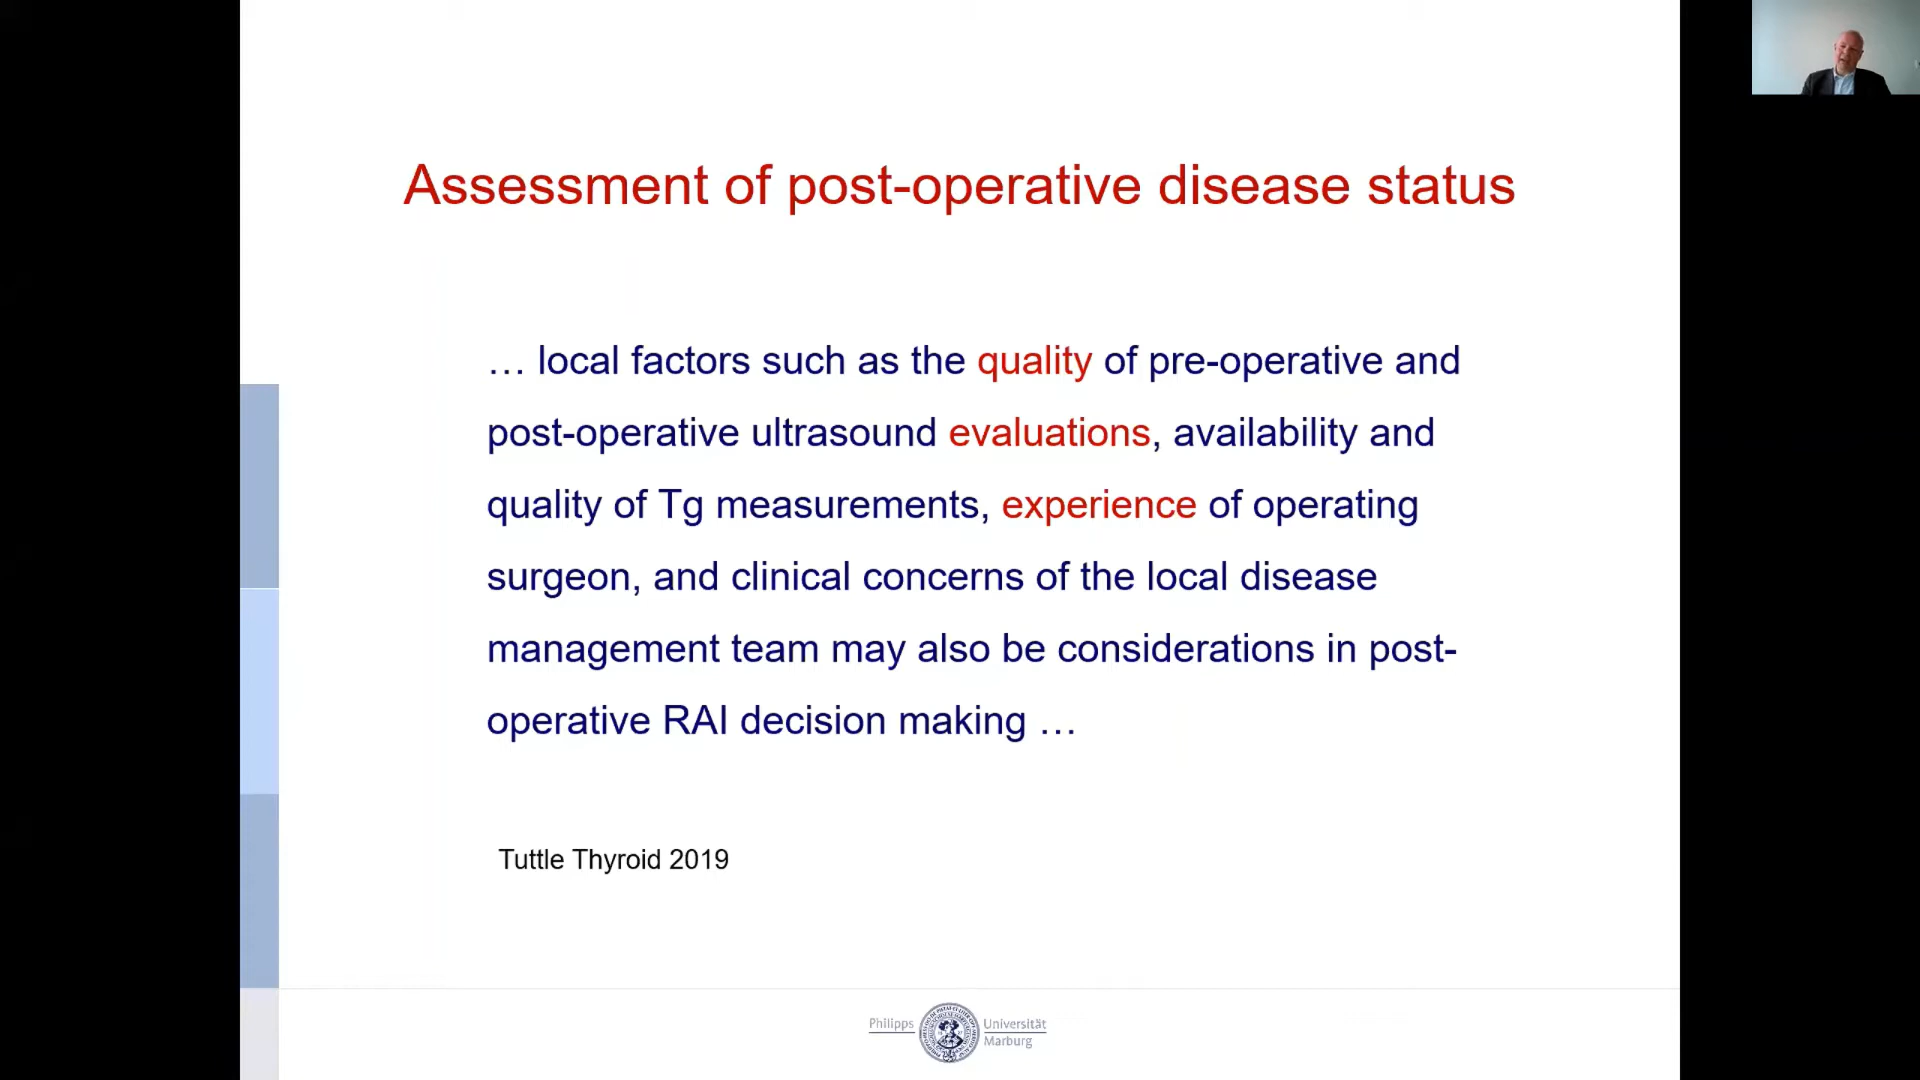 Assessment of post-operative disease status
… local factors such as the quality of pre-operative and
post-operative ultrasound evaluations, availability and
quality of Tg measurements, experience of operating
surgeon, and clinical concerns of the local disease
management team may also be considerations in post-
operative RAI decision making …
Tuttle Thyroid 2019
Philipps Universität
Marburg